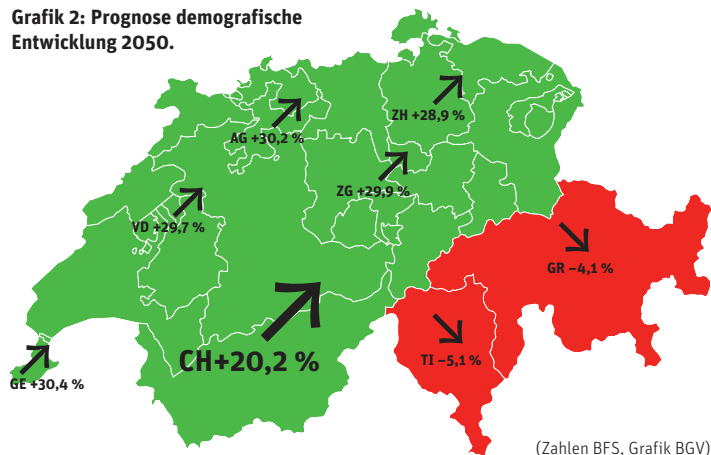 Grafik 2: Prognose demografische
Entwicklung 2050.
ZH +28,9 %
AG +30,2 %
ZG +29,9 %
VD +29,7 %
GR −4,1 %
CH+20,2 %
TI −5,1 %
GE +30,4 %
(Zahlen BFS, Grafik BGV)